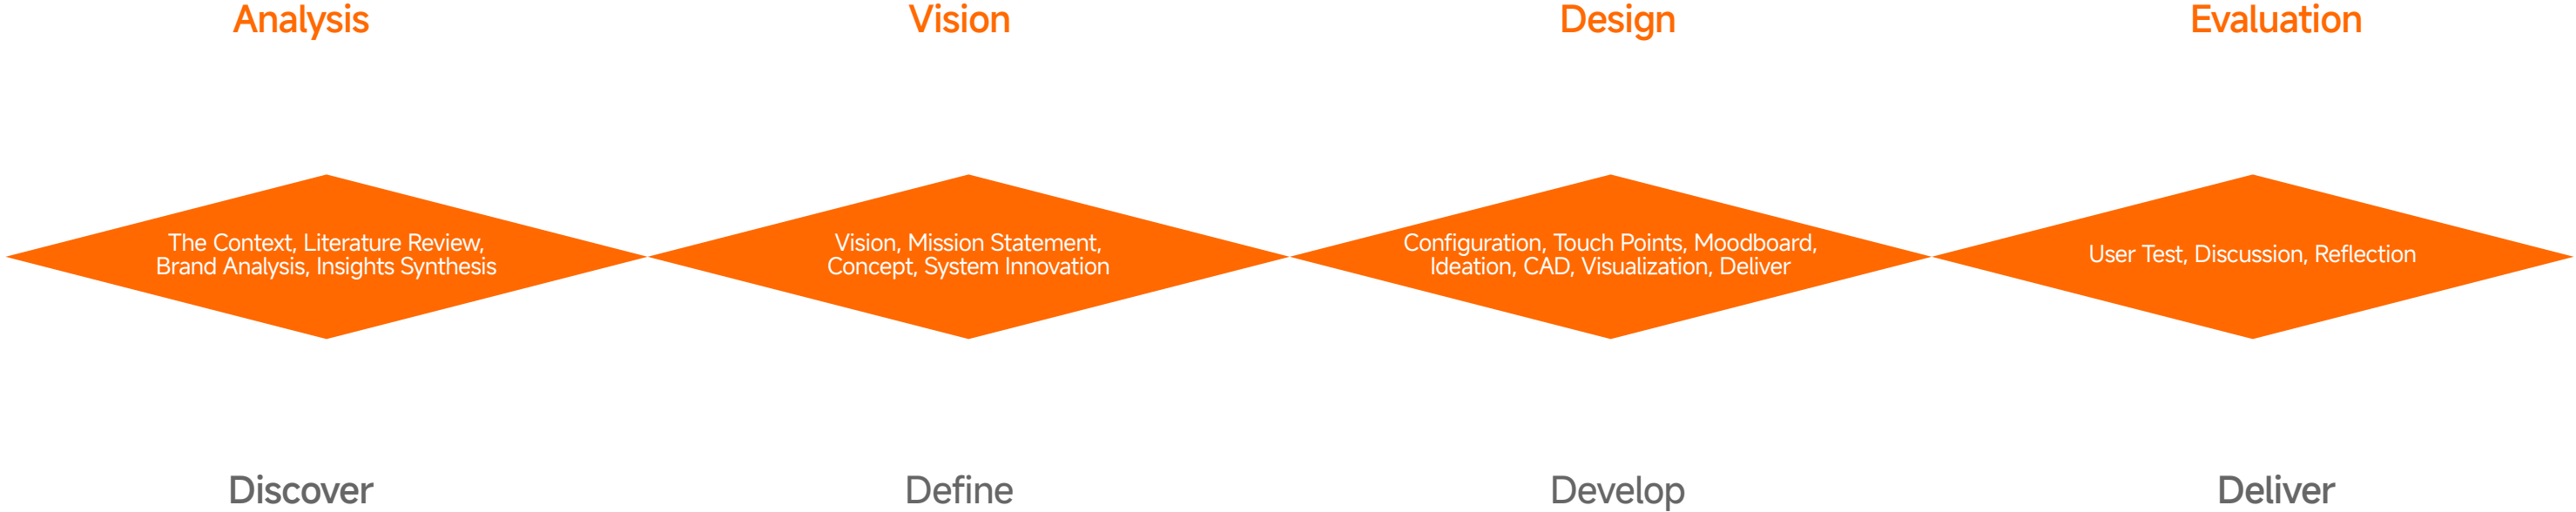 Analysis
Vision
Design
Evaluation
The Context, Literature Review,
Brand Analysis, Insights Synthesis
Vision, Mission Statement,
Concept, System Innovation
Configuration, Touch Points, Moodboard,
Ideation, CAD, Visualization, Deliver
User Test, Discussion, Reflection
Discover
Define
Develop
Deliver